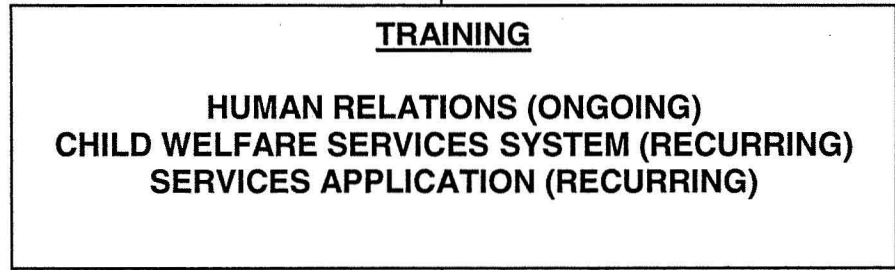 TRAINING
HUMAN RELATIONS (ONGOING)
CHILD WELFARE SERVICES SYSTEM (RECURRING)
SERVICES APPLICATION (RECURRING)